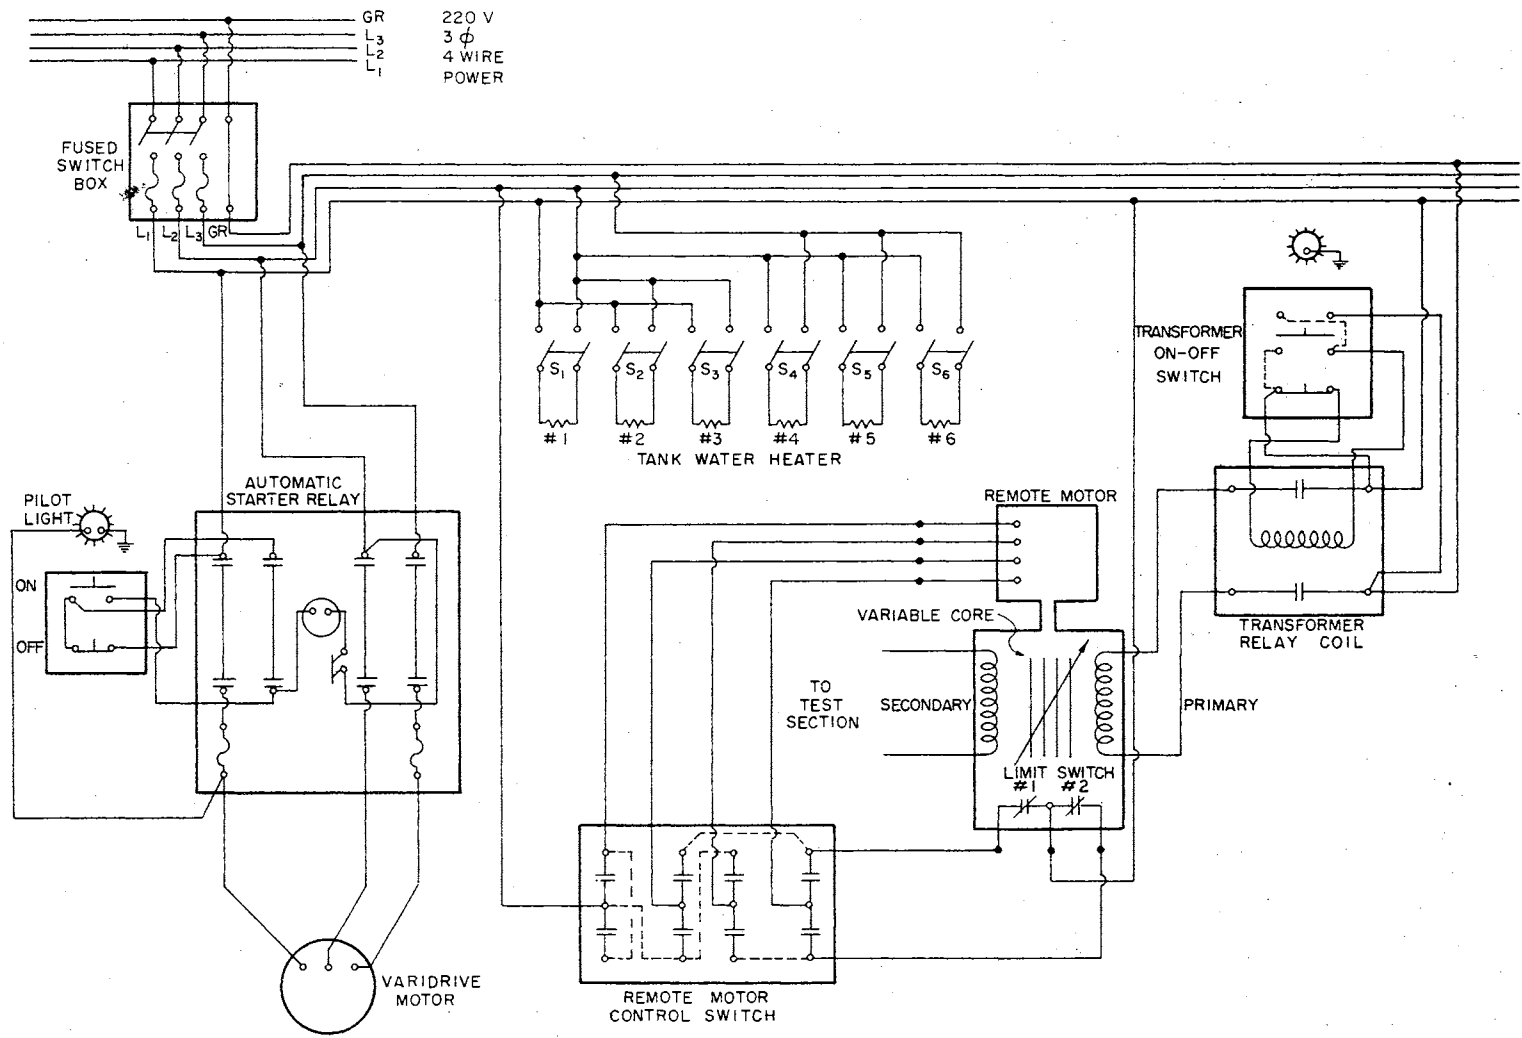 GR
L3
L2
L1
220 V
3 ϕ
4 WIRE
POWER
FUSED
SWITCH
BOX
L1 L2 L3 GR
TRANSFORMER
ON-OFF
SWITCH
S1 S2 S3 S4 S5 S6
#1 #2 #3 #4 #5 #6
TANK WATER HEATER
AUTOMATIC
STARTER RELAY
PILOT
LIGHT
ON
OFF
REMOTE MOTOR
VARIABLE CORE
TRANSFORMER
RELAY COIL
TO
TEST
SECTION
SECONDARY
PRIMARY
LIMIT SWITCH
#1 #2
VARIDRIVE
MOTOR
REMOTE MOTOR
CONTROL SWITCH